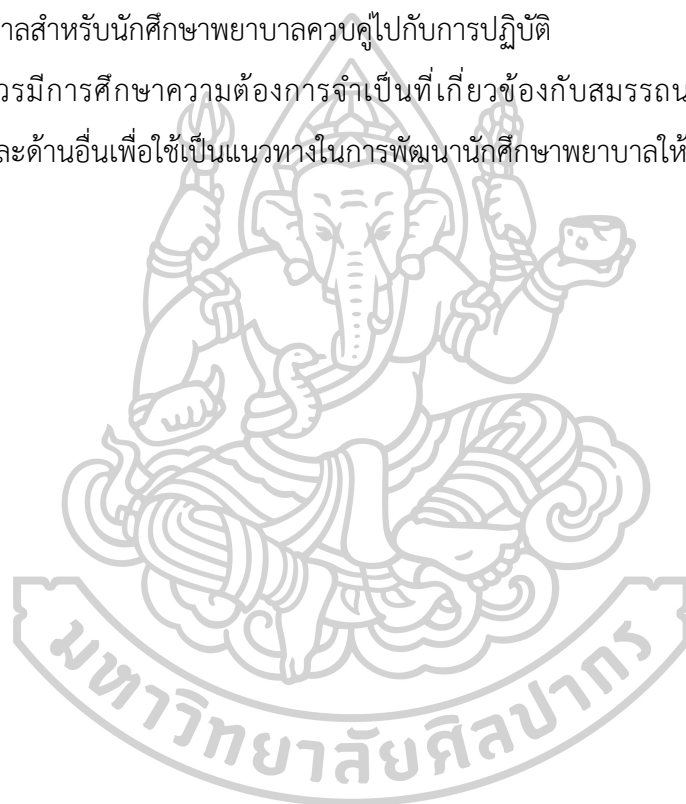 าลสำหรับนักศึกษาพยาบาลควบคู่ไปกับการปฏิบัติ
วรมีการศึกษาความต้องการจำเป็นที่เกี่ยวข้องกับสมรรถน
ละด้านอื่นเพื่อใช้เป็นแนวทางในการพัฒนานักศึกษาพยาบาลให้
มหาวิทยาลัยศิลปากร